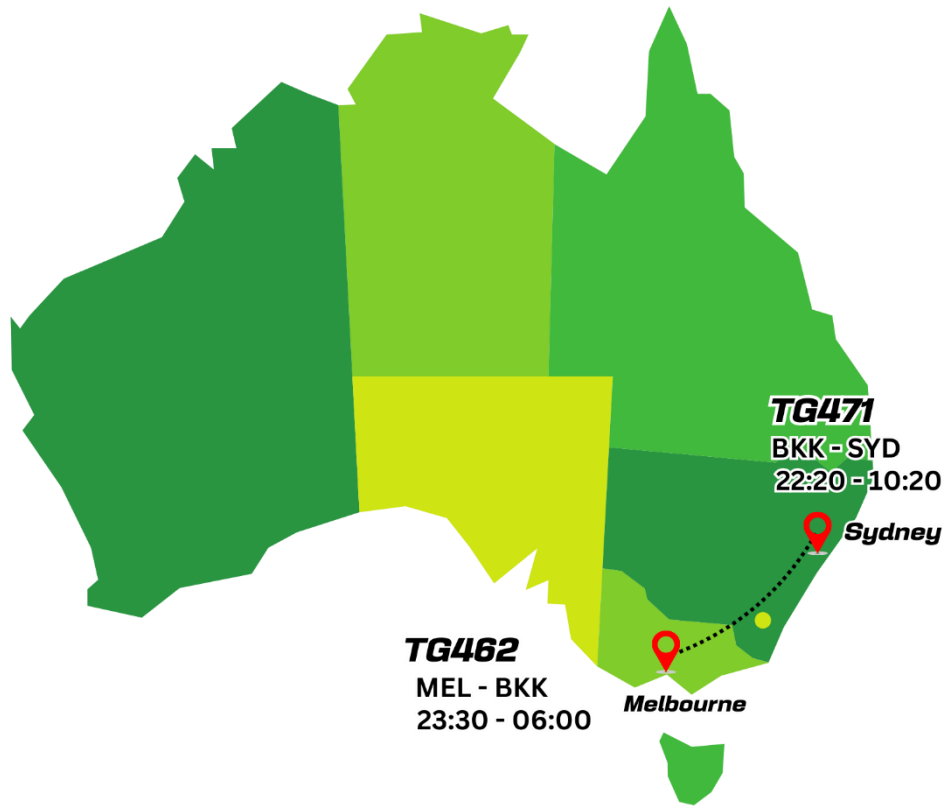 TG471
BKK - SYD
22:20 - 10:20
Sydney
TG462
MEL - BKK
23:30 - 06:00
Melbourne